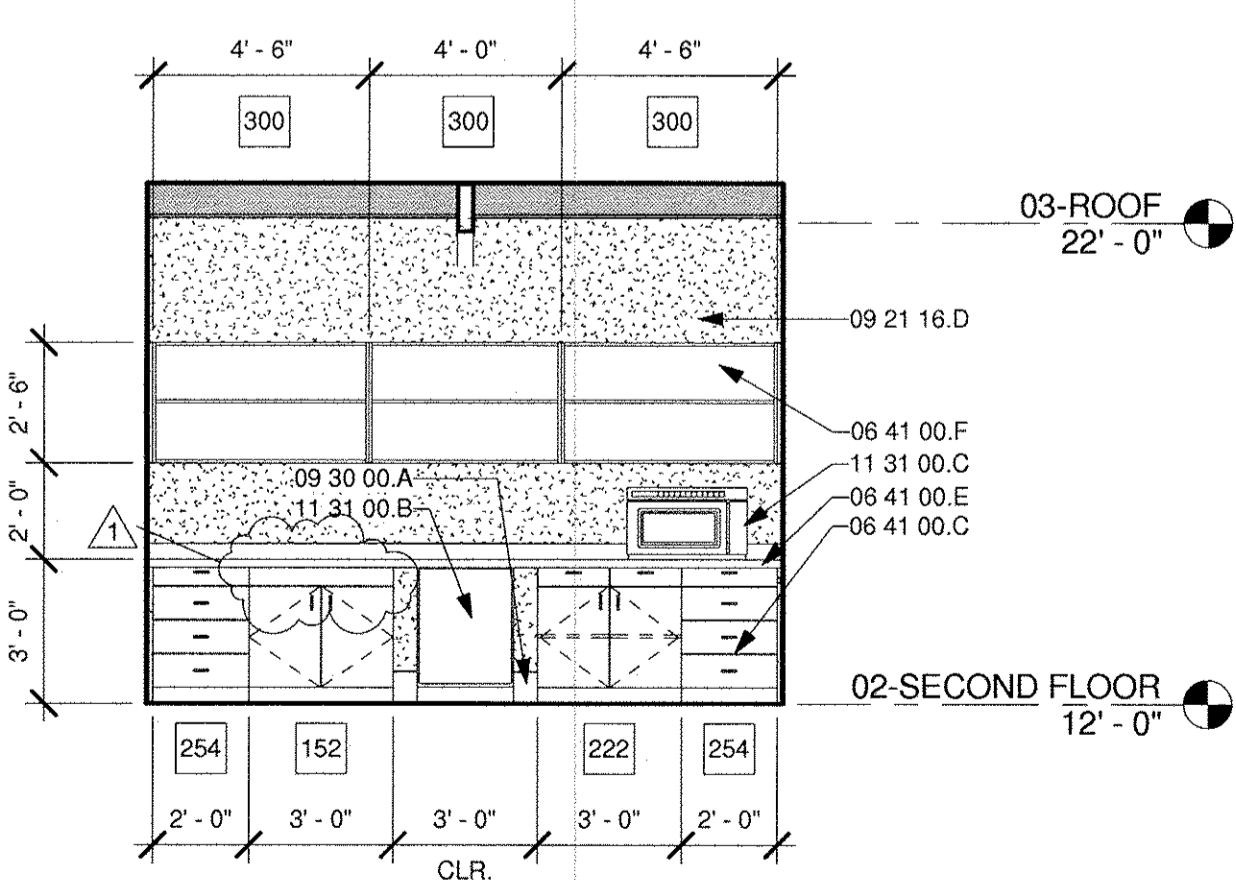 4' - 6" 4' - 0" 4' - 6"
300 300 300
03-ROOF
22' - 0"
09 21 16.D
2' - 6"
06 41 00.F
11 31 00.C
06 41 00.E
06 41 00.C
09 30 00.A
11 31 00.B
2' - 0"
1
3' - 0"
02-SECOND FLOOR
12' - 0"
254 152 222 254
2' - 0" 3' - 0" 3' - 0" 3' - 0" 2' - 0"
CLR.